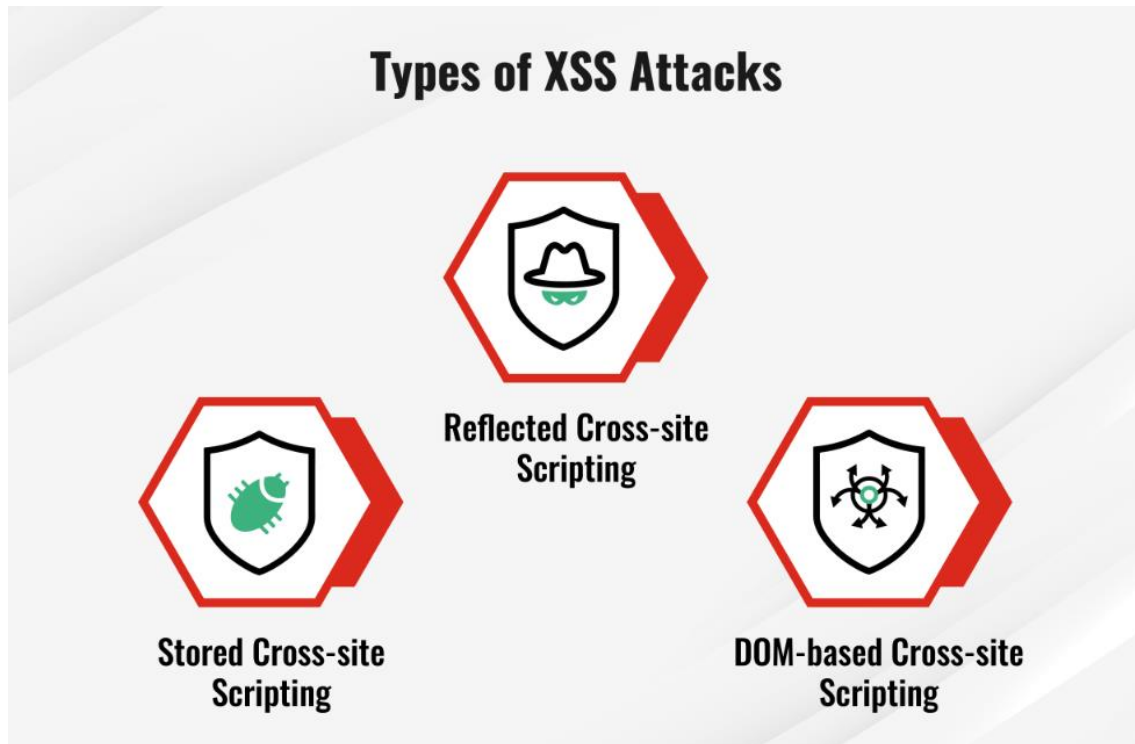 Types of XSS Attacks
Reflected Cross-site
Scripting
Stored Cross-site
Scripting
DOM-based Cross-site
Scripting